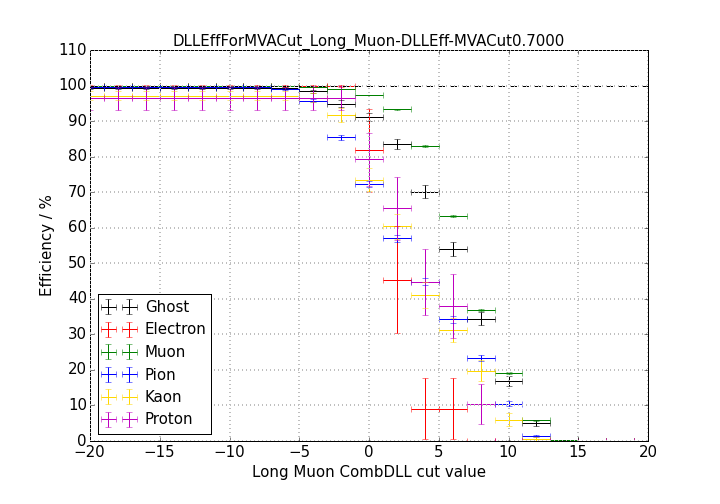 DLLEffForMVACut_Long_Muon-DLLEff-MVACut0.7000
110
100
90
80
70
60
50
40
30
20
10
0
Efficiency / %
Ghost
Electron
Muon
Pion
Kaon
Proton
−20 −15 −10 −5 0 5 10 15 20
Long Muon CombDLL cut value